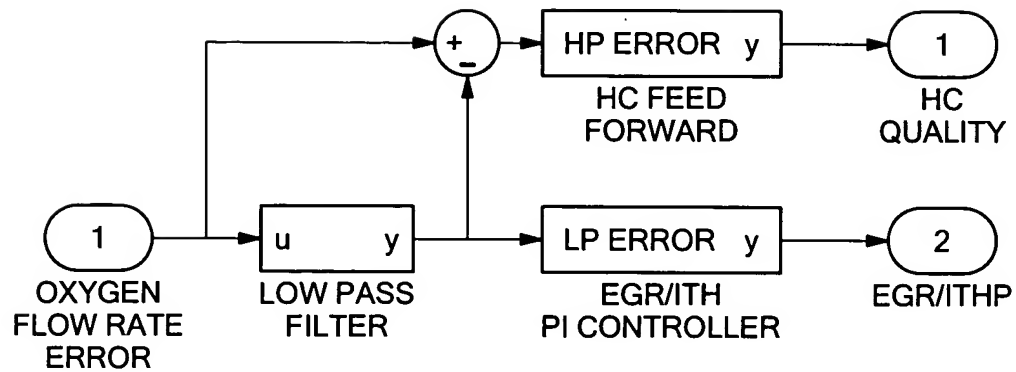 +
−
HP ERROR y
HC FEED
FORWARD
1
HC
QUALITY
1
OXYGEN
FLOW RATE
ERROR
u y
LOW PASS
FILTER
LP ERROR y
EGR/ITH
PI CONTROLLER
2
EGR/ITHP